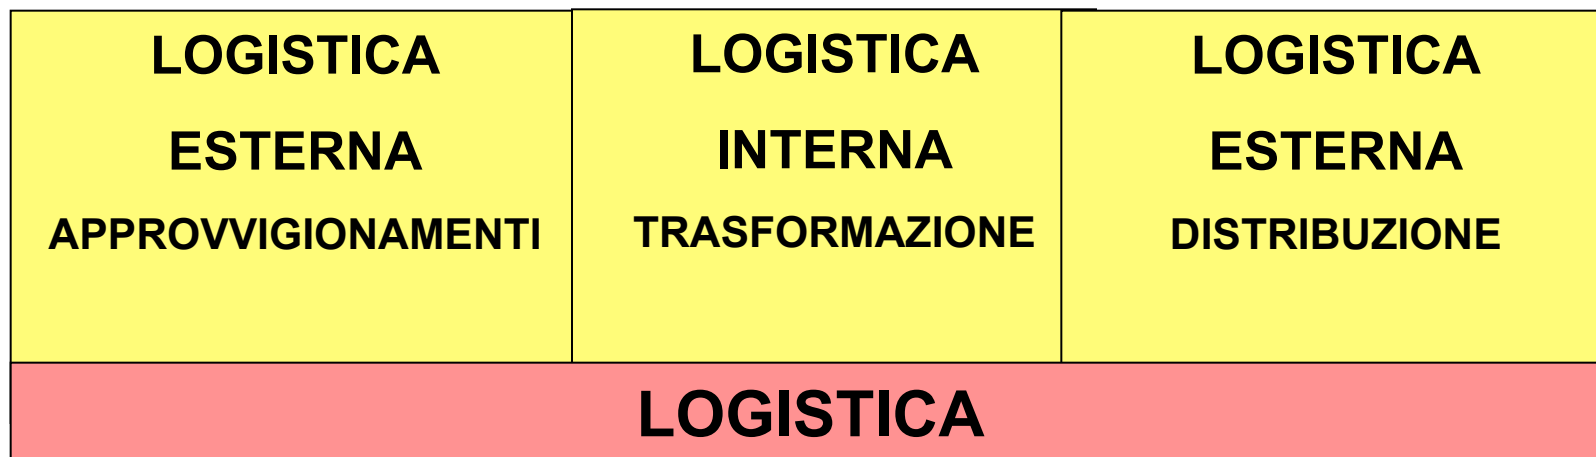 LOGISTICA
ESTERNA
APPROVVIGIONAMENTI
LOGISTICA
INTERNA
TRASFORMAZIONE
LOGISTICA
ESTERNA
DISTRIBUZIONE
LOGISTICA